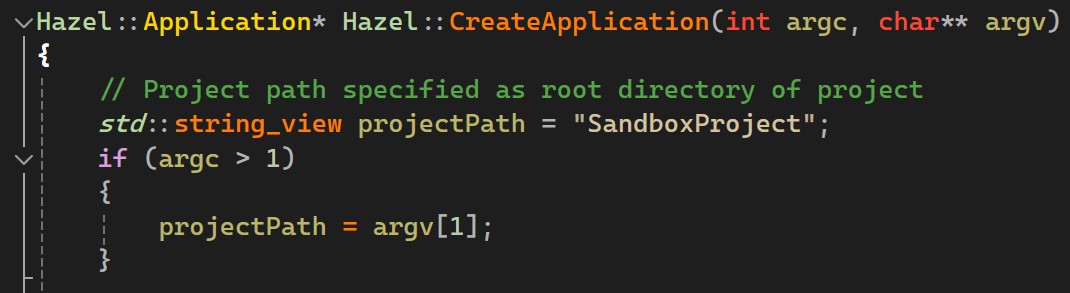 Hazel::Application* Hazel::CreateApplication(int argc, char** argv)
{
// Project path specified as root directory of project
std::string_view projectPath = "SandboxProject";
if (argc > 1)
{
projectPath = argv[1];
}